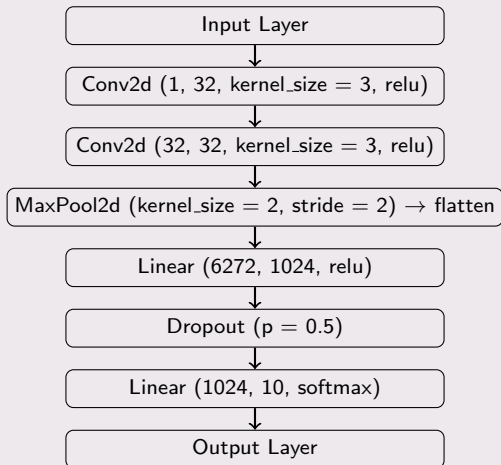 Input Layer
Conv2d (1, 32, kernel_size = 3, relu)
Conv2d (32, 32, kernel_size = 3, relu)
MaxPool2d (kernel_size = 2, stride = 2) → flatten
Linear (6272, 1024, relu)
Dropout (p = 0.5)
Linear (1024, 10, softmax)
Output Layer